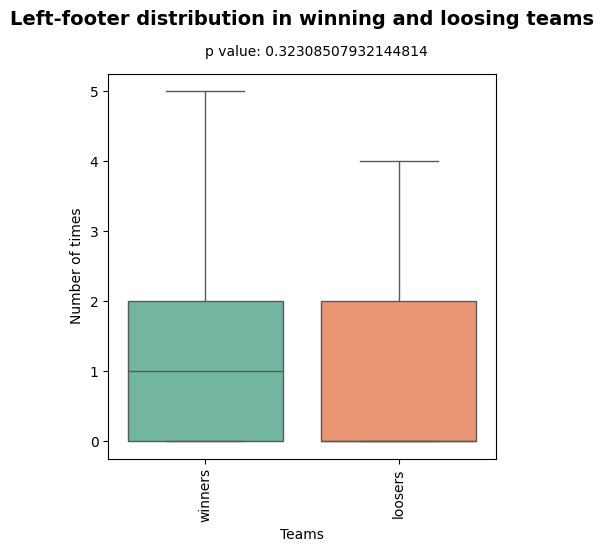 Left-footer distribution in winning and loosing teams
p value: 0.32308507932144814
5
4
3
2
1
0
Number of times
winners
loosers
Teams